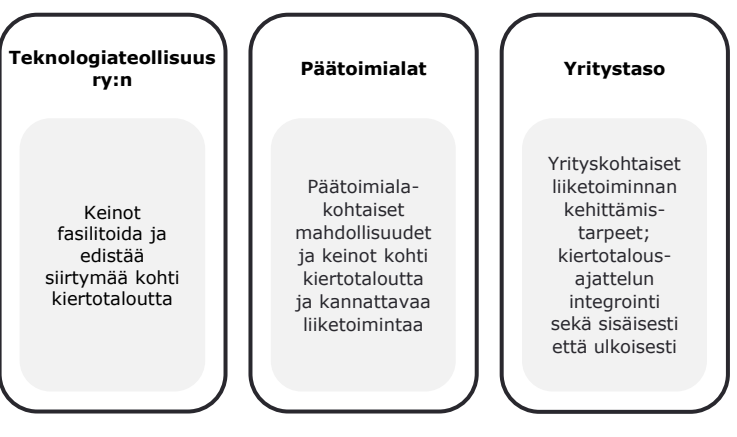 Teknologiateollisuus
ry:n
Keinot
fasilitoida ja
edistää
siirtymää kohti
kiertotaloutta
Päätoimialat
Päätoimiala-
kohtaiset
mahdollisuudet
ja keinot kohti
kiertotaloutta
ja kannattavaa
liiketoimintaa
Yritystaso
Yrityskohtaiset
liiketoiminnan
kehittämis-
tarpeet;
kiertotalous-
ajattelun
integrointi
sekä sisäisesti
että ulkoisesti